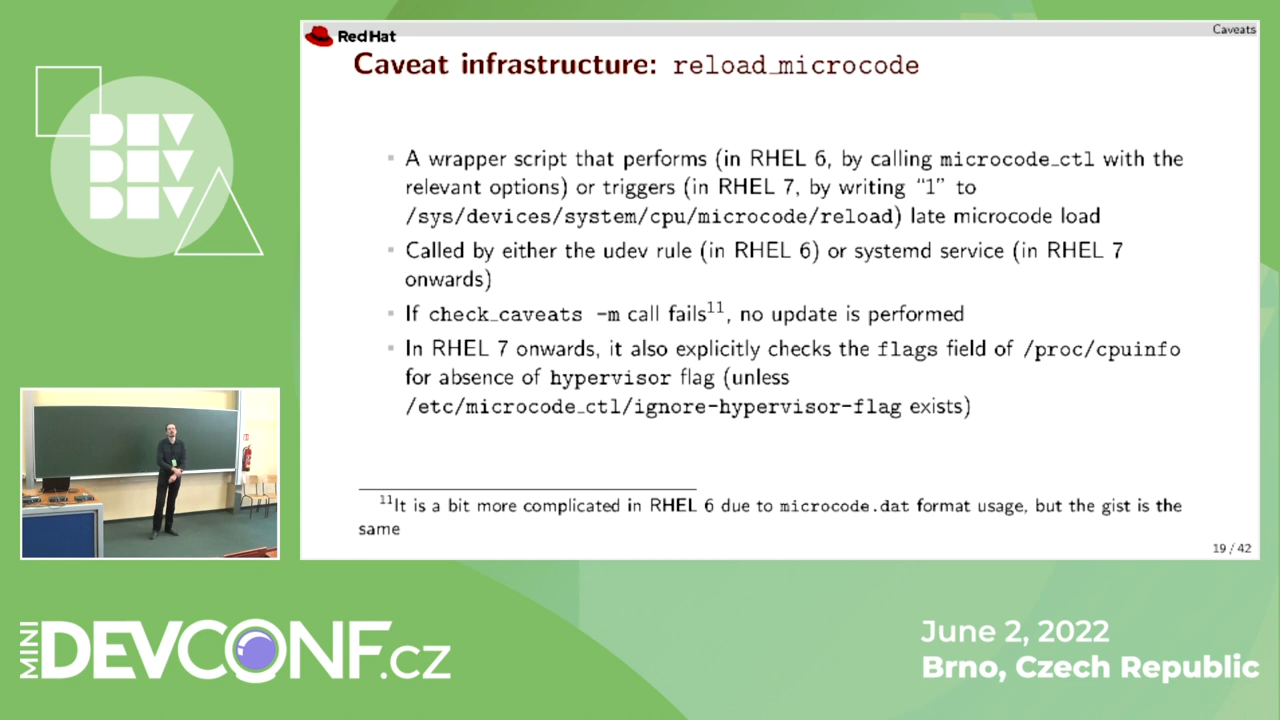 Red Hat
Caveats
Caveat infrastructure: reload_microcode
DEV
DEV
DEV
A wrapper script that performs (in RHEL 6, by calling microcode_ctl with the
relevant options) or triggers (in RHEL 7, by writing “1” to
/sys/devices/system/cpu/microcode/reload) late microcode load
Called by either the udev rule (in RHEL 6) or systemd service (in RHEL 7
onwards)
If check_caveats -m call fails11, no update is performed
In RHEL 7 onwards, it also explicitly checks the flags field of /proc/cpuinfo
for absence of hypervisor flag (unless
/etc/microcode_ctl/ignore-hypervisor-flag exists)
11It is a bit more complicated in RHEL 6 due to microcode.dat format usage, but the gist is the
same
19 / 42
MINI
DEVCONF.CZ
June 2, 2022
Brno, Czech Republic